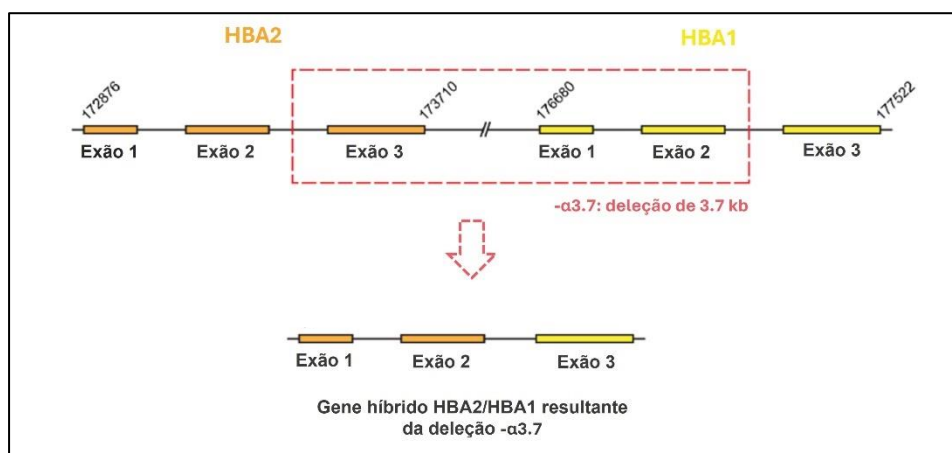 HBA2
HBA1
172876
173710
176680
177522
Exão 1
Exão 2
Exão 3
Exão 1
Exão 2
Exão 3
-α3.7: deleção de 3.7 kb
Exão 1
Exão 2
Exão 3
Gene híbrido HBA2/HBA1 resultante
da deleção -α3.7